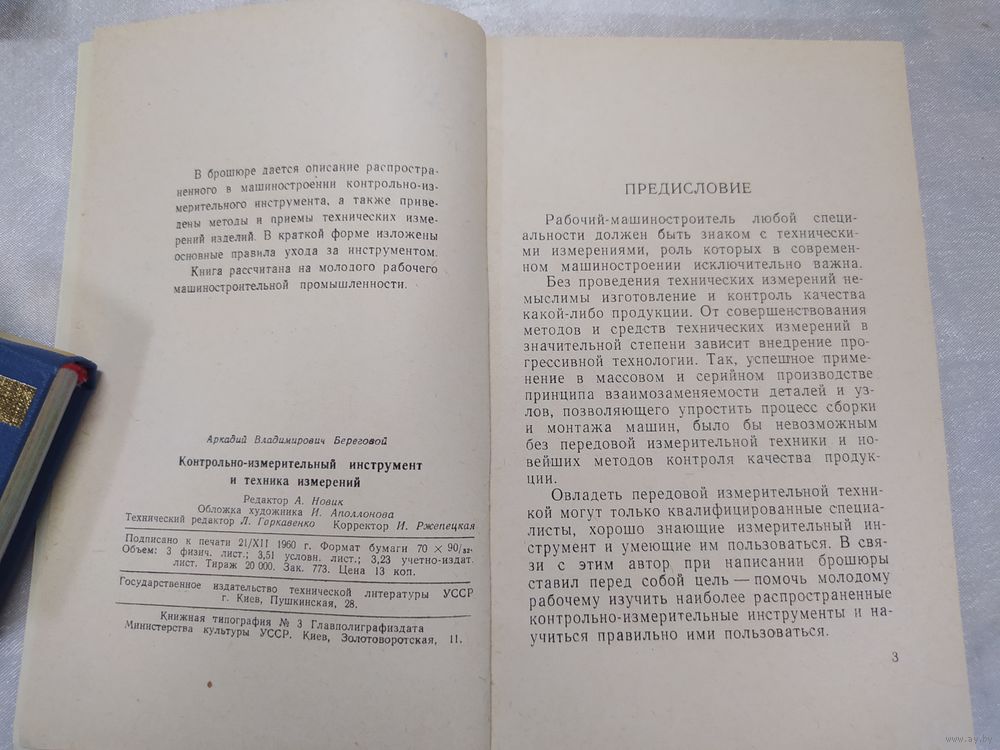 В брошюре дается описание распростра-
ненного в машиностроении контрольно-из-
мерительного инструмента, а также приве-
дены методы и приемы технических изме-
рений изделий. В краткой форме изложены
основные правила ухода за инструментом.
Книга рассчитана на молодого рабочего
машиностроительной промышленности.
Аркадий Владимирович Береговой
Контрольно-измерительный инструмент
и техника измерений
Редактор А. Новик
Обложка художника И. Аполлонова
Технический редактор Л. Горкавенко Корректор И. Ржепецкая
Подписано к печати 21/XII 1960 г. Формат бумаги 70 × 90/32.
Объем: 3 физич. лист.; 3,51 условн. лист.; 3,23 учетно-издат.
лист. Тираж 20 000. Зак. 773. Цена 13 коп.
Государственное издательство технической литературы УССР
г. Киев, Пушкинская, 28.
Книжная типография № 3 Главполиграфиздата
Министерства культуры УССР. Киев, Золотоворотская, 11.
ПРЕДИСЛОВИЕ
Рабочий-машиностроитель любой специ-
альности должен быть знаком с технически-
ми измерениями, роль которых в современ-
ном машиностроении исключительно важна.
Без проведения технических измерений не-
мыслимы изготовление и контроль качества
какой-либо продукции. От совершенствования
методов и средств технических измерений в
значительной степени зависит внедрение про-
грессивной технологии. Так, успешное приме-
нение в массовом и серийном производстве
принципа взаимозаменяемости деталей и уз-
лов, позволяющего упростить процесс сборки
и монтажа машин, было бы невозможным
без передовой измерительной техники и но-
вейших методов контроля качества продук-
ции.
Овладеть передовой измерительной техни-
кой могут только квалифицированные специа-
листы, хорошо знающие измерительный ин-
струмент и умеющие им пользоваться. В свя-
зи с этим автор при написании брошюры
ставил перед собой цель — помочь молодому
рабочему изучить наиболее распространенные
контрольно-измерительные инструменты и на-
учиться правильно ими пользоваться.
3
www.ay.by